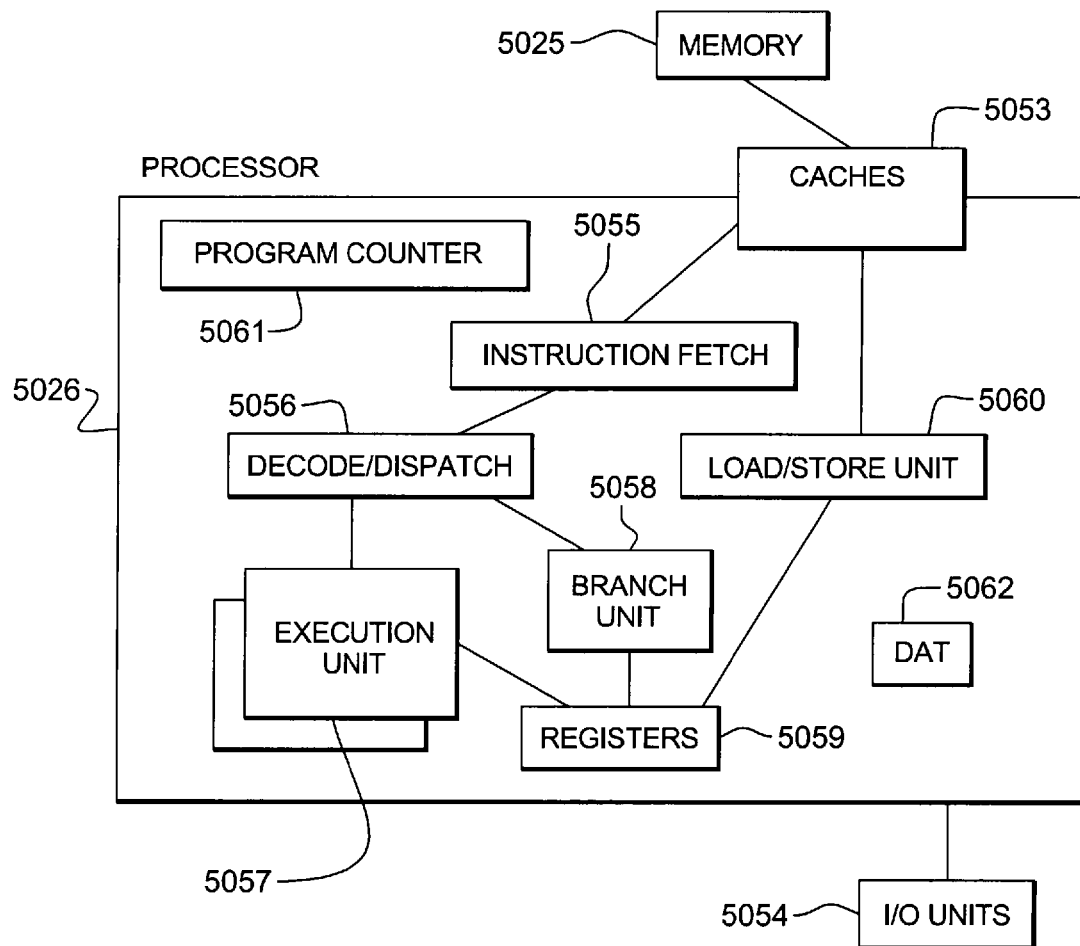 5025
MEMORY
5053
CACHES
PROCESSOR
PROGRAM COUNTER
5061
5055
INSTRUCTION FETCH
5026
5056
DECODE/DISPATCH
5060
LOAD/STORE UNIT
5058
BRANCH
UNIT
5062
DAT
EXECUTION
UNIT
REGISTERS
5059
5057
5054
I/O UNITS